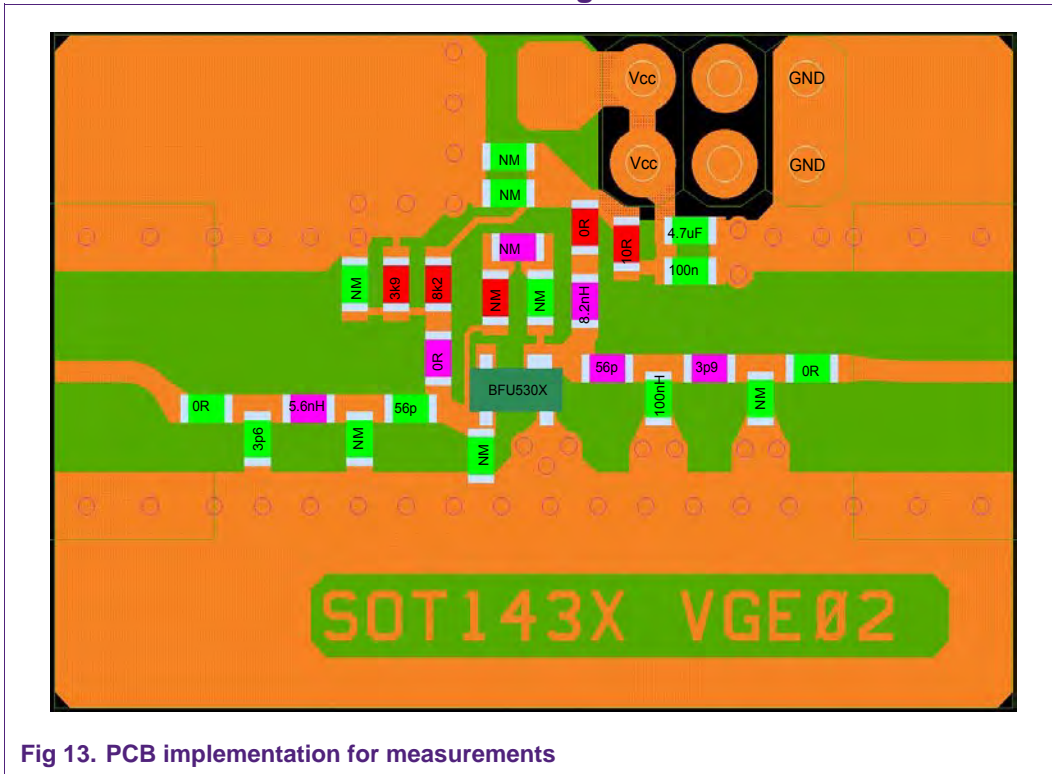 Vcc
GND
Vcc
GND
NM
NM
0R
10R
4.7uF
100n
NM
NM
3k9
8k2
NM
NM
8.2nH
0R
56p
3p9
0R
BFU530X
100nH
NM
0R
5.6nH
56p
3p6
NM
NM
SOT143X VGE02
Fig 13. PCB implementation for measurements